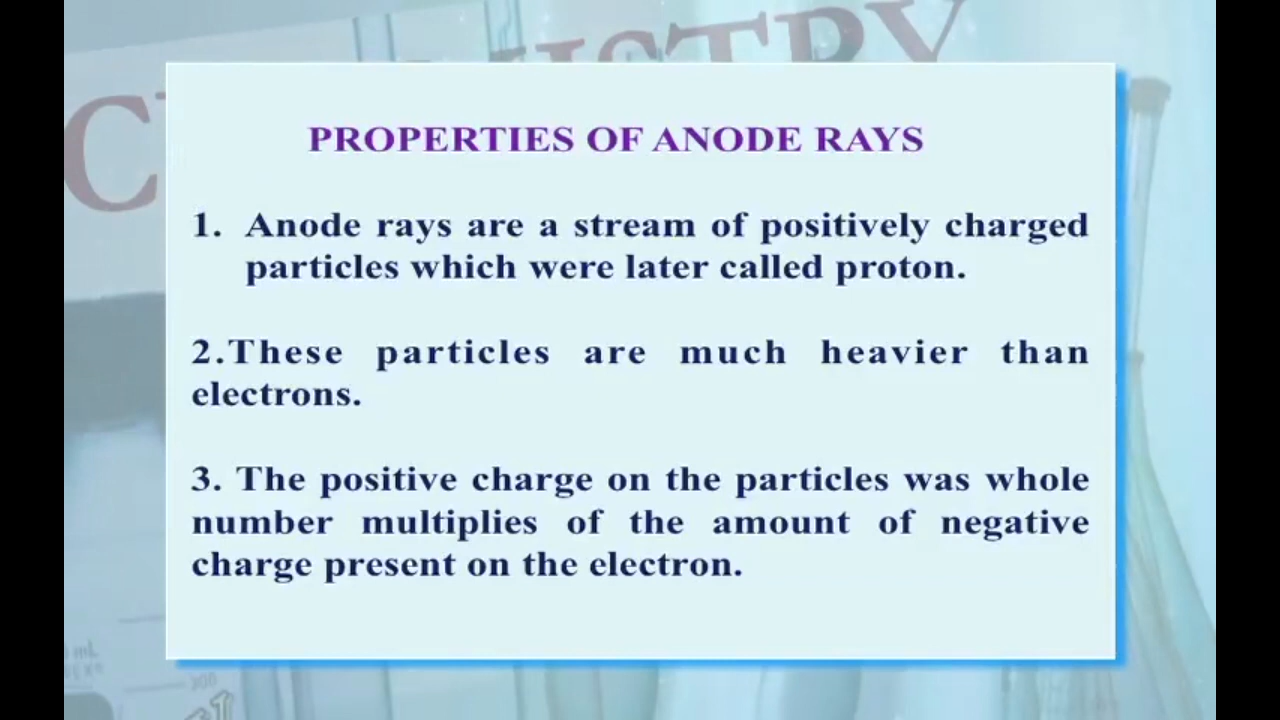 PROPERTIES OF ANODE RAYS
1. Anode rays are a stream of positively charged
particles which were later called proton.
2.These particles are much heavier than
electrons.
3. The positive charge on the particles was whole
number multiplies of the amount of negative
charge present on the electron.
300